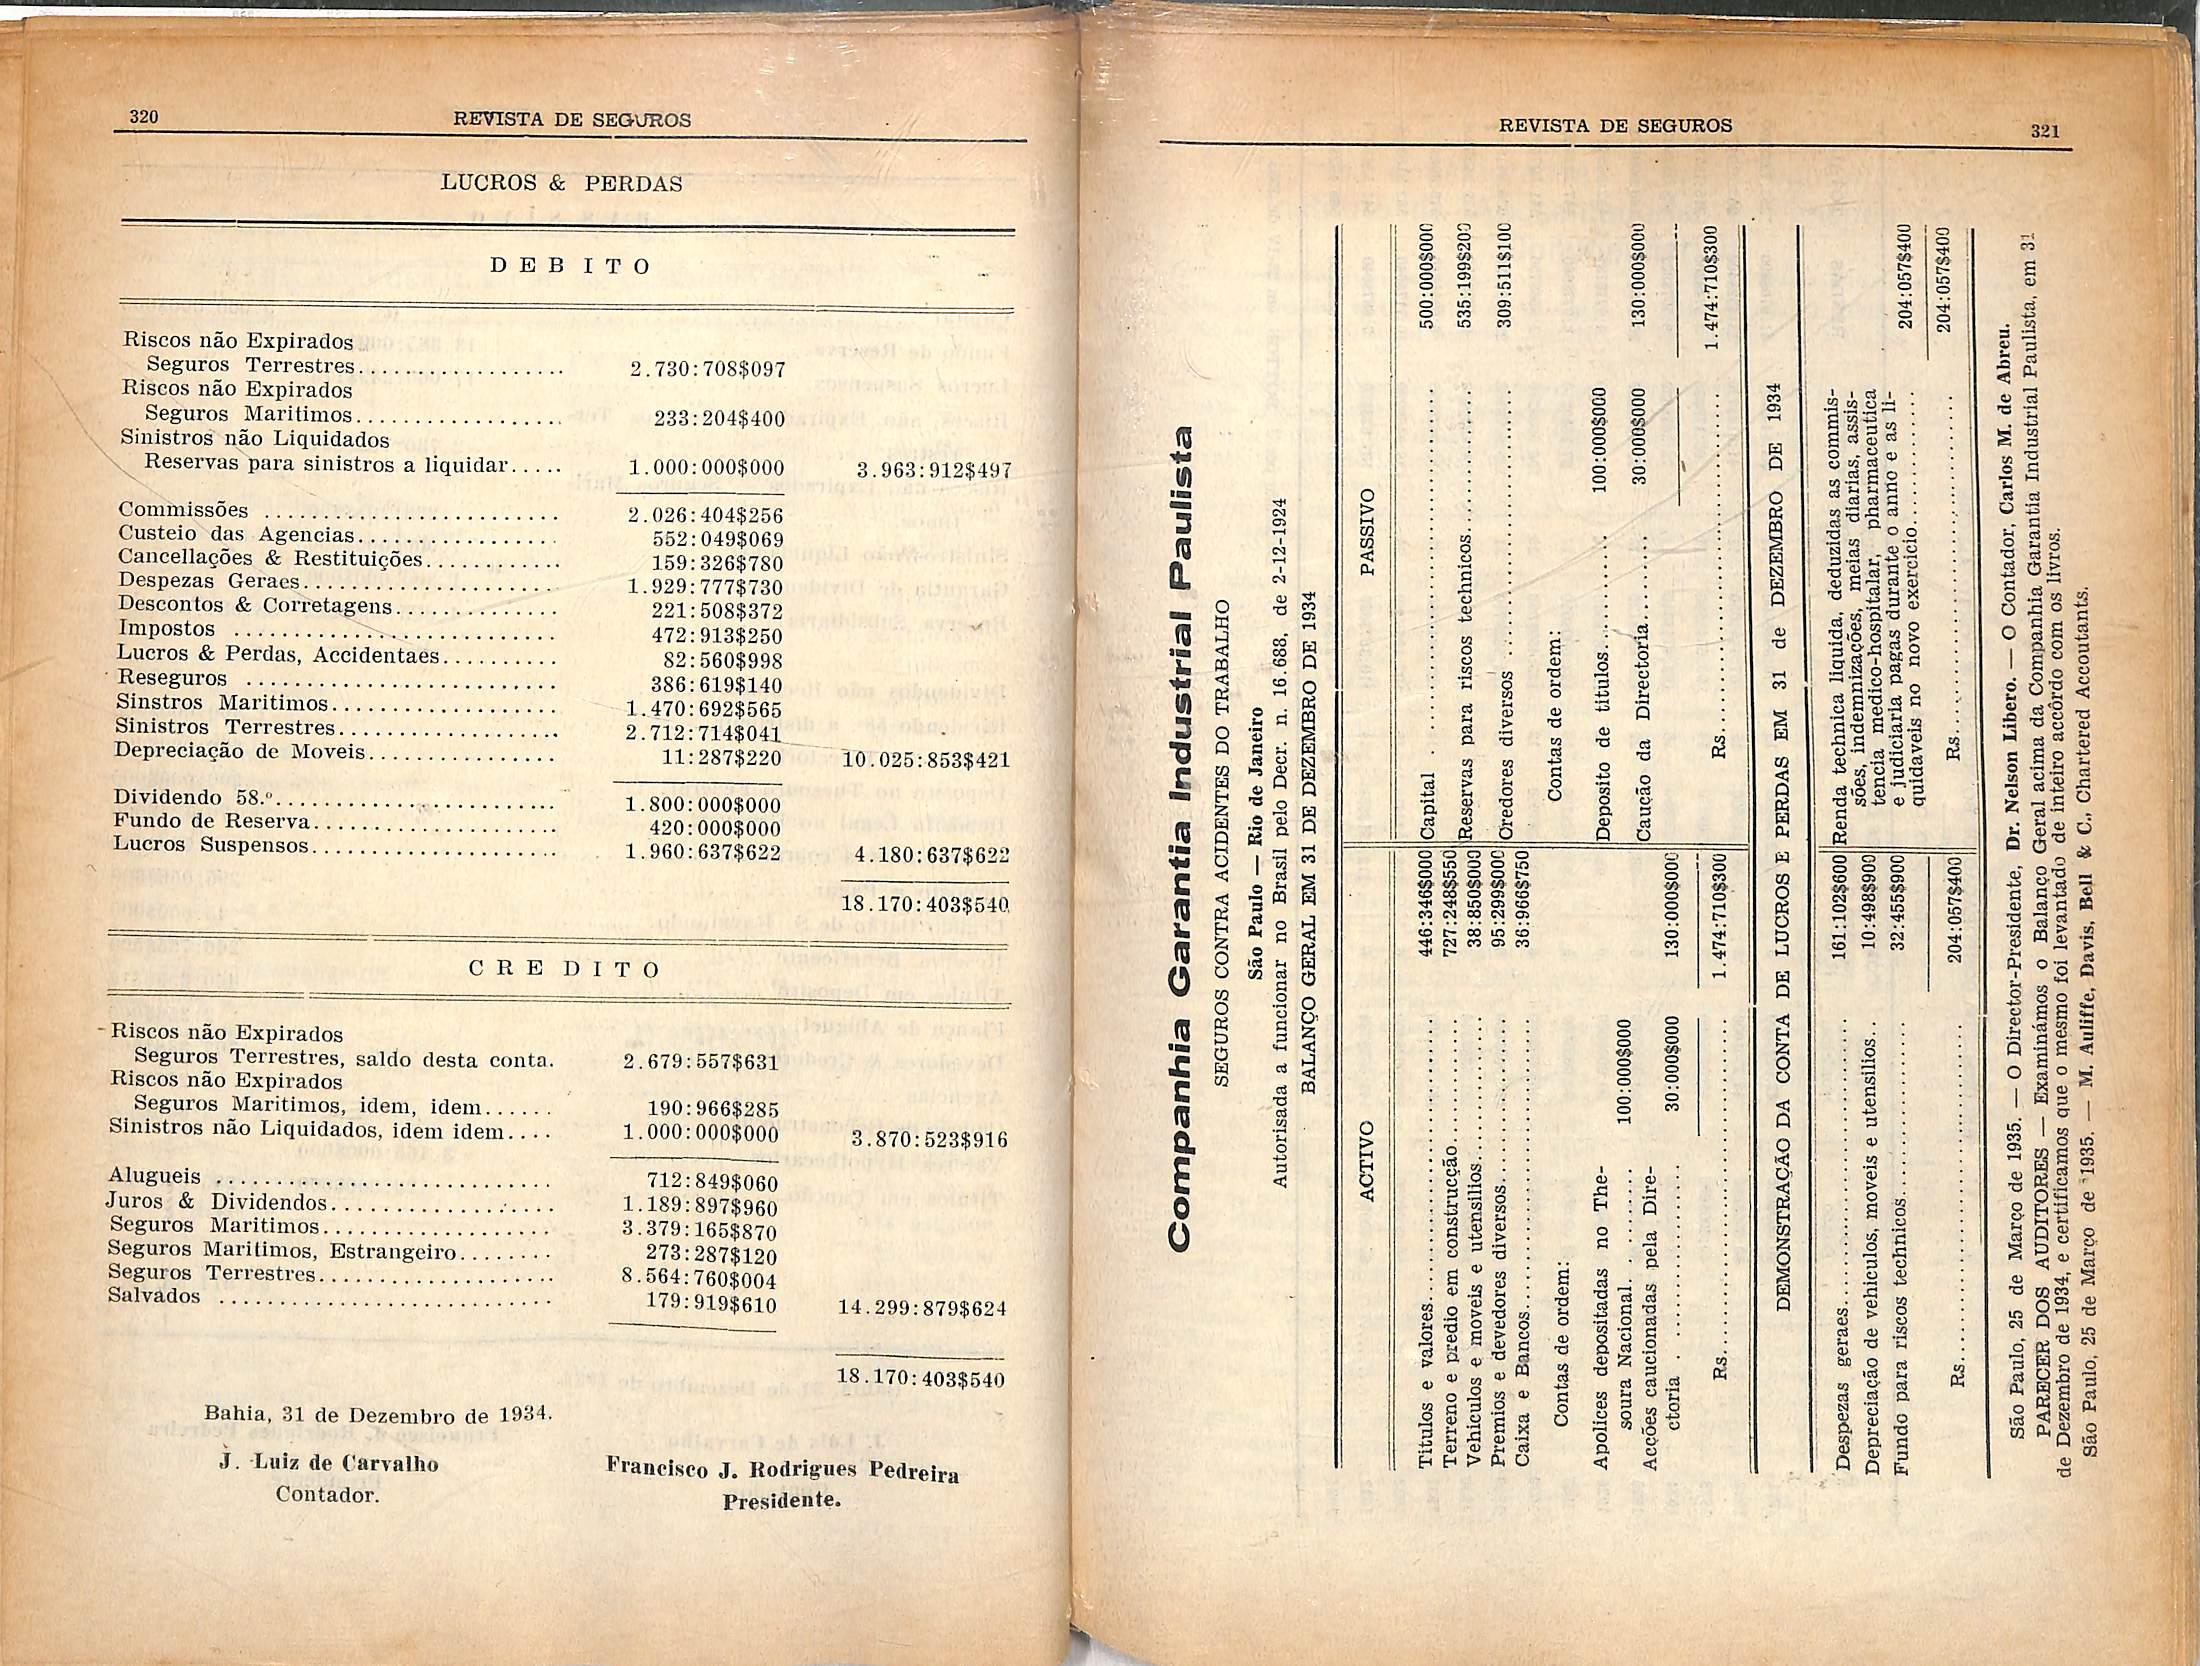 320 REVISTA DE SEGUROS
LUCROS & PERDAS
DEBITO
Riscos não Expirados
Seguros Terrestres.................. 2.730:708$097
Riscos não Expirados
Seguros Maritimos.................. 233:204$400
Sinistros não Liquidados
Reservas para sinistros a liquidar..... 1.000:000$000 3.963:912$497
Commissões ......................... 2.026:404$256
Custeio das Agencias................. 552:049$069
Cancellações & Restituições............ 159:326$780
Despezas Geraes...................... 1.929:777$730
Descontos & Corretagens.............. 221:508$372
Impostos ........................... 472:913$250
Lucros & Perdas, Accidentaes.......... 82:560$998
Reseguros .......................... 386:619$140
Sinstros Maritimos................... 1.470:692$565
Sinistros Terrestres................... 2.712:714$041
Depreciação de Moveis................ 11:287$220 10.025:853$421
Dividendo 58.º....................... 1.800:000$000
Fundo de Reserva.................... 420:000$000
Lucros Suspensos..................... 1.960:637$622 4.180:637$622
18.170:403$540
CREDITO
Riscos não Expirados
Seguros Terrestres, saldo desta conta. 2.679:557$631
Riscos não Expirados
Seguros Maritimos, idem, idem...... 190:966$285
Sinistros não Liquidados, idem idem.... 1.000:000$000 3.870:523$916
Alugueis ............................ 712:849$060
Juros & Dividendos................... 1.189:897$960
Seguros Maritimos................... 3.379:165$870
Seguros Maritimos, Estrangeiro........ 273:287$120
Seguros Terrestres.................... 8.564:760$004
Salvados ............................ 179:919$610 14.299:879$624
18.170:403$540
Bahia, 31 de Dezembro de 1934.
J. Luiz de Carvalho
Contador.
Francisco J. Rodrigues Pedreira
Presidente.
REVISTA DE SEGUROS 321
Companhia Garantia Industrial Paulista
SEGUROS CONTRA ACIDENTES DO TRABALHO
São Paulo — Rio de Janeiro
Autorisada a funcionar no Brasil pelo Decr. n. 16.688, de 2-12-1924
BALANÇO GERAL EM 31 DE DEZEMBRO DE 1934
ACTIVO
Titulos e valores.................... 446:346$000
Terreno e predio em construcção........... 727:248$550
Vehiculos e moveis e utensilios............ 38:850$000
Premios e devedores diversos.............. 95:299$000
Caixa e Bancos...................... 36:966$750
Contas de ordem:
Apolices depositadas no The-
soura Nacional. ......... 100:000$000
Acções caucionadas pela Dire-
ctoria .................. 30:000$000 130:000$000
Rs.................... 1.474:710$300
PASSIVO
Capital ........................ 500:000$000
Reservas para riscos technicos............. 535:199$200
Credores diversos ...................... 309:511$100
Contas de ordem:
Deposito de titulos........... 100:000$000
Caução da Directoria......... 30:000$000 130:000$000
Rs.................... 1.474:710$300
DEMONSTRAÇÃO DA CONTA DE LUCROS E PERDAS EM 31 de DEZEMBRO DE 1934
Despezas geraes..................... 161:102$600
Depreciação de vehiculos, moveis e utensilios... 10:498$900
Fundo para riscos technicos.............. 32:455$900
Rs.................... 204:057$400
Renda technica liquida, deduzidas as commis-
sões, indemnizações, meias diarias, assis-
tencia medico-hospitalar, pharmaceutica
e judiciaria pagas durante o anno e as li-
quidaveis no novo exercicio............ 204:057$400
Rs.................... 204:057$400
São Paulo, 25 de Março de 1935. — O Director-Presidente, Dr. Nelson Libero. — O Contador, Carlos M. de Abreu.
PARECER DOS AUDITORES — Examinámos o Balanco Geral acima da Companhia Garantia Industrial Paulista, em 31
de Dezembro de 1934, e certificamos que o mesmo foi levantado de inteiro accôrdo com os livros.
São Paulo, 25 de Março de 1935. — M. Auliffe, Davis, Bell & C., Chartered Accoutants.